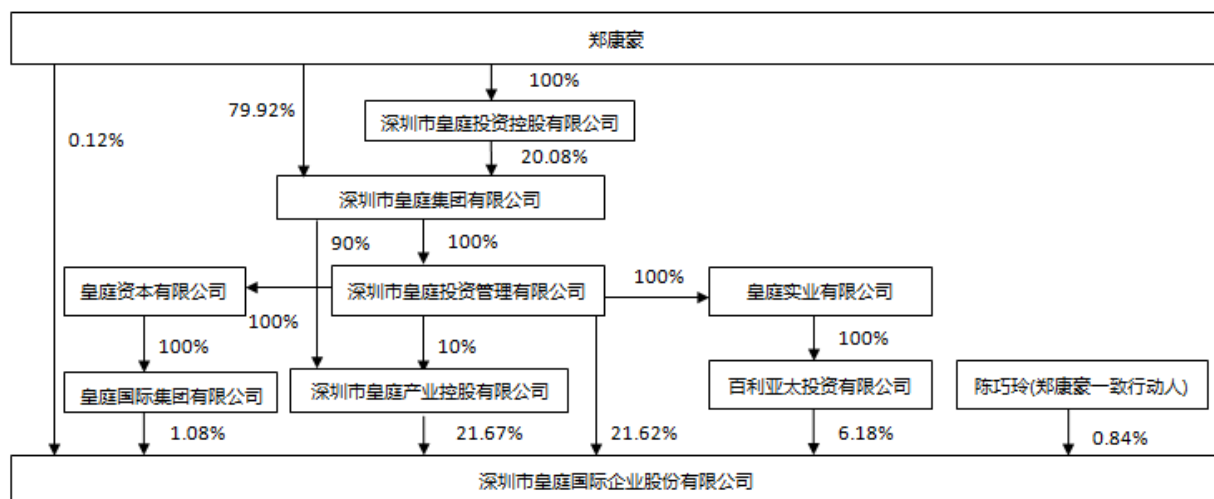 郑康豪
100%
79.92%
深圳市皇庭投资控股有限公司
0.12%
20.08%
深圳市皇庭集团有限公司
90%
100%
100%
皇庭资本有限公司
深圳市皇庭投资管理有限公司
皇庭实业有限公司
100%
100%
10%
100%
皇庭国际集团有限公司
深圳市皇庭产业控股有限公司
百利亚太投资有限公司
陈巧玲(郑康豪一致行动人)
1.08%
21.67%
21.62%
6.18%
0.84%
深圳市皇庭国际企业股份有限公司